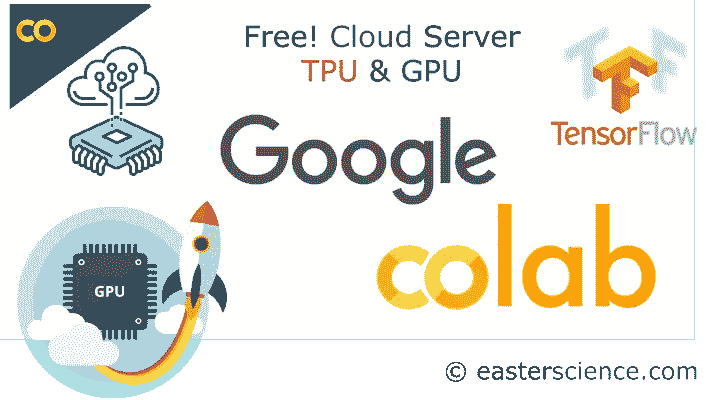 CO
Free! Cloud Server
TPU & GPU
TensorFlow
Google
colab
GPU
© easterscience.com